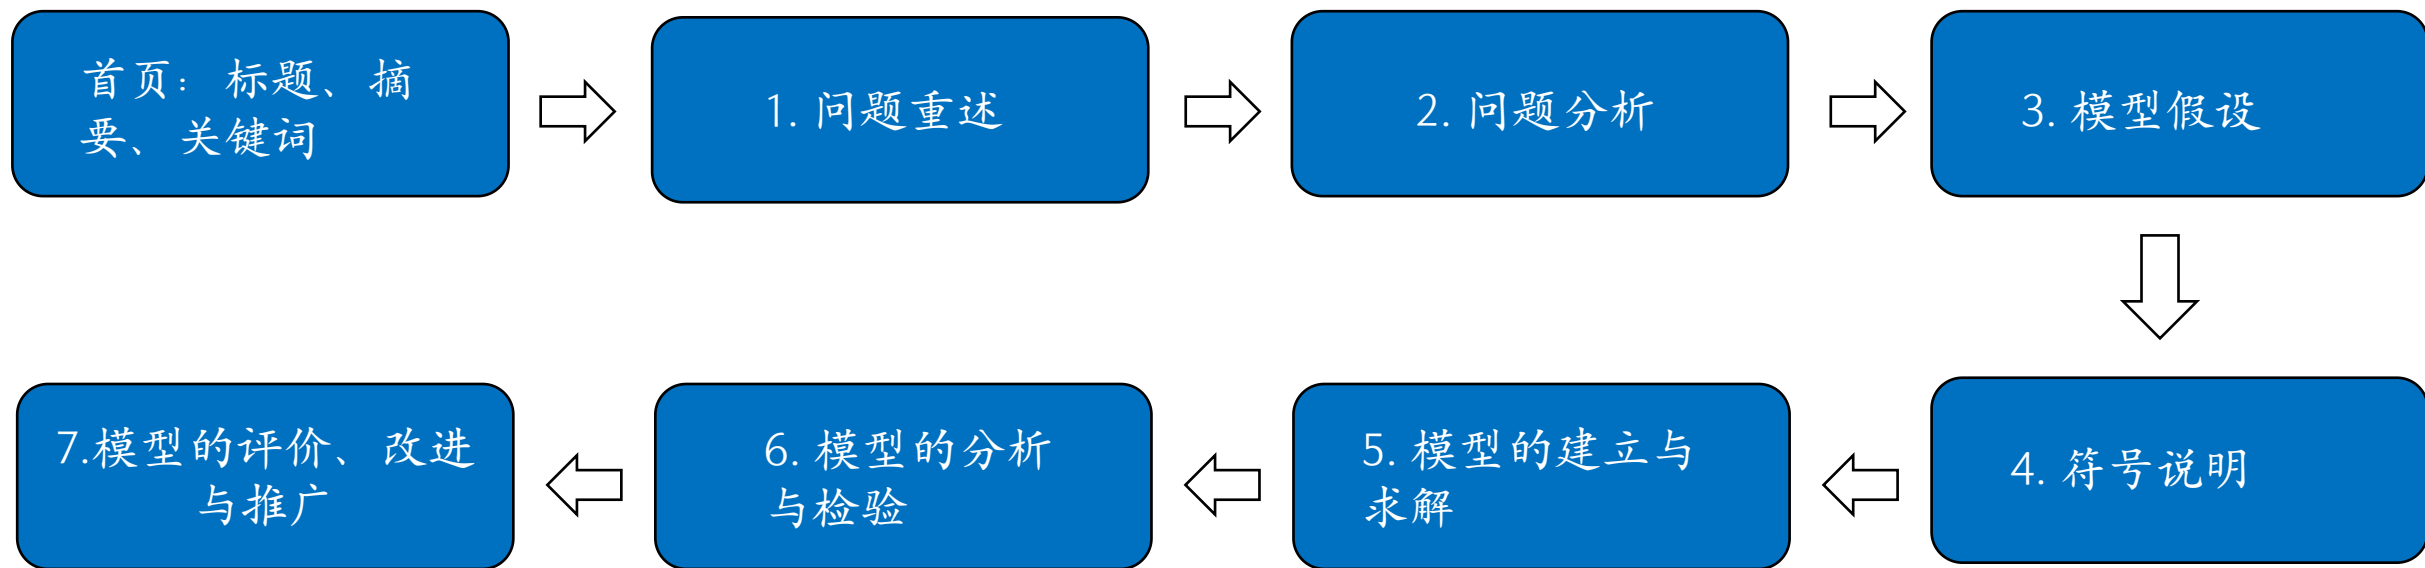 首页：标题、摘
要、关键词
1. 问题重述
2. 问题分析
3. 模型假设
4. 符号说明
5. 模型的建立与
求解
6. 模型的分析
与检验
7.模型的评价、改进
与推广